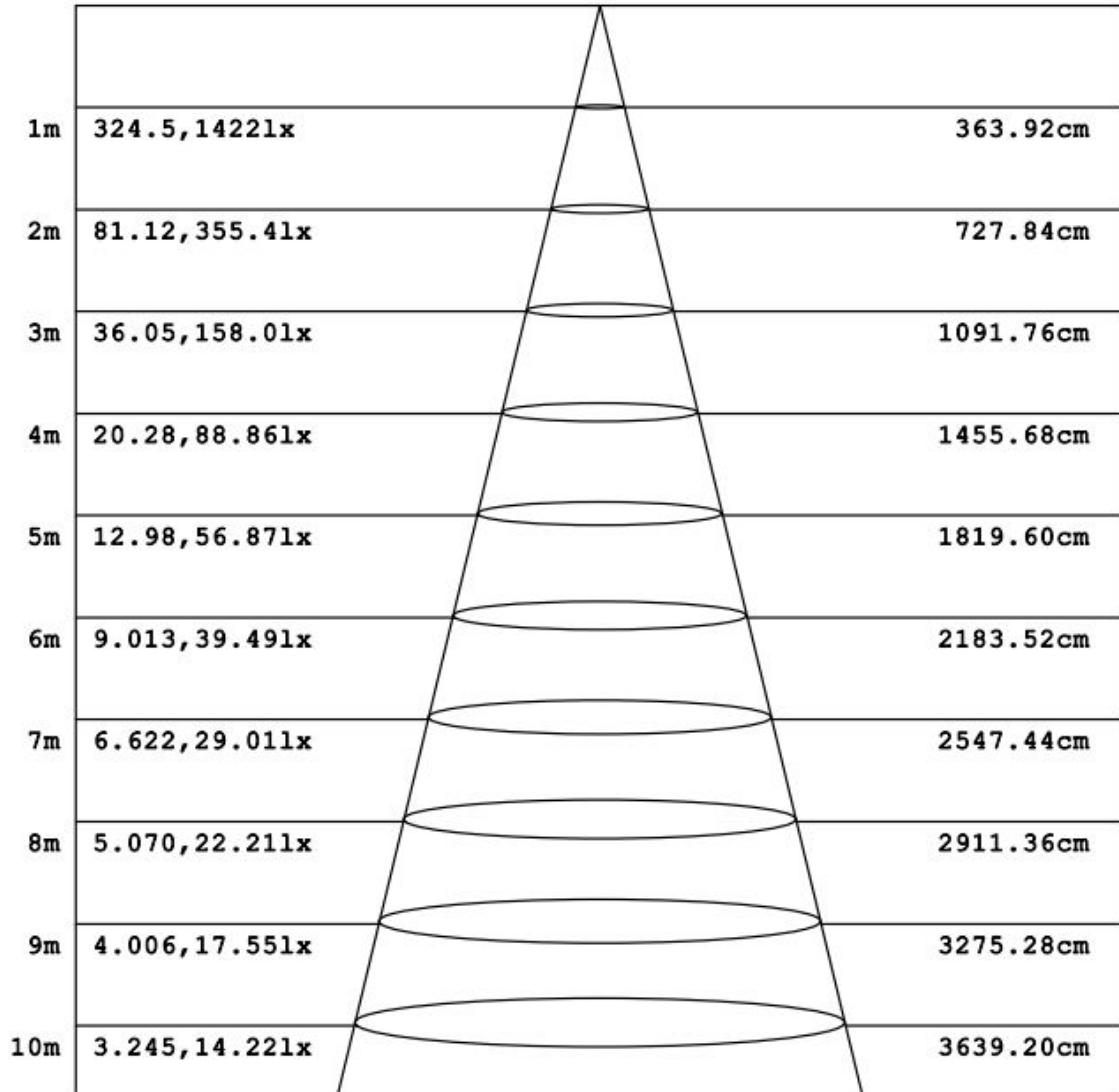 1m 324.5,1422lx 363.92cm
2m 81.12,355.4lx 727.84cm
3m 36.05,158.0lx 1091.76cm
4m 20.28,88.86lx 1455.68cm
5m 12.98,56.87lx 1819.60cm
6m 9.013,39.49lx 2183.52cm
7m 6.622,29.01lx 2547.44cm
8m 5.070,22.21lx 2911.36cm
9m 4.006,17.55lx 3275.28cm
10m 3.245,14.22lx 3639.20cm